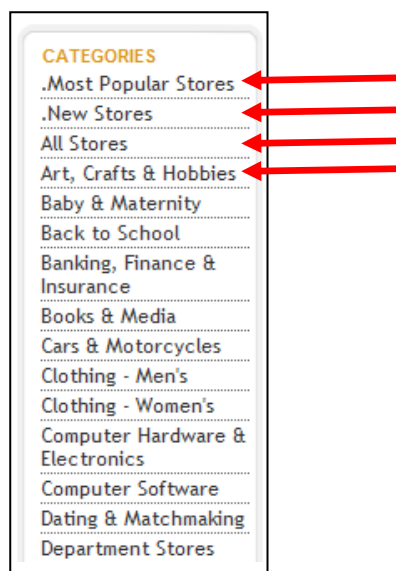 CATEGORIES
.Most Popular Stores
.New Stores
All Stores
Art, Crafts & Hobbies
Baby & Maternity
Back to School
Banking, Finance &
Insurance
Books & Media
Cars & Motorcycles
Clothing - Men's
Clothing - Women's
Computer Hardware &
Electronics
Computer Software
Dating & Matchmaking
Department Stores